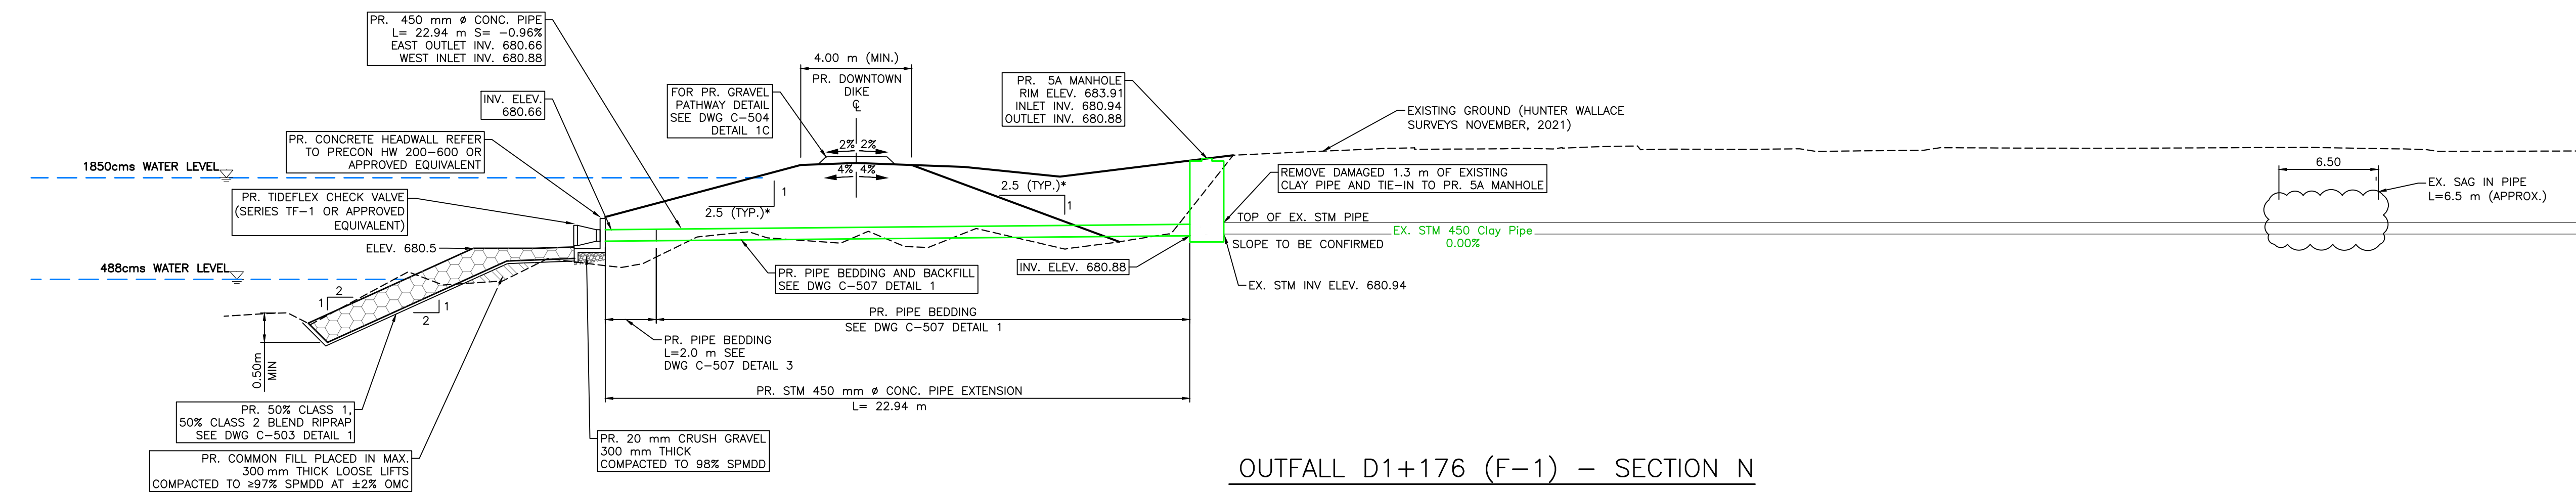 PR. 450 mm ø CONC. PIPE
L= 22.94 m S= -0.96%
EAST OUTLET INV. 680.66
WEST INLET INV. 680.88
INV. ELEV.
680.66
PR. CONCRETE HEADWALL REFER
TO PRECON HW 200-600 OR
APPROVED EQUIVALENT
1850cms WATER LEVEL
PR. TIDEFLEX CHECK VALVE
(SERIES TF-1 OR APPROVED
EQUIVALENT)
ELEV. 680.5
488cms WATER LEVEL
1
2
1
2
0.50m
MIN
PR. 50% CLASS 1,
50% CLASS 2 BLEND RIPRAP
SEE DWG C-503 DETAIL 1
PR. COMMON FILL PLACED IN MAX.
300 mm THICK LOOSE LIFTS
COMPACTED TO ≥97% SPMDD AT ±2% OMC
FOR PR. GRAVEL
PATHWAY DETAIL
SEE DWG C-504
DETAIL 1C
4.00 m (MIN.)
PR. DOWNTOWN
DIKE
℄
2% 2%
4% 4%
1
2.5 (TYP.)*
2.5 (TYP.)*
1
PR. 5A MANHOLE
RIM ELEV. 683.91
INLET INV. 680.94
OUTLET INV. 680.88
EXISTING GROUND (HUNTER WALLACE
SURVEYS NOVEMBER, 2021)
REMOVE DAMAGED 1.3 m OF EXISTING
CLAY PIPE AND TIE-IN TO PR. 5A MANHOLE
TOP OF EX. STM PIPE
EX. STM 450 Clay Pipe
0.00%
SLOPE TO BE CONFIRMED
EX. STM INV ELEV. 680.94
INV. ELEV. 680.88
6.50
EX. SAG IN PIPE
L=6.5 m (APPROX.)
PR. PIPE BEDDING AND BACKFILL
SEE DWG C-507 DETAIL 1
PR. PIPE BEDDING
SEE DWG C-507 DETAIL 1
PR. PIPE BEDDING
L=2.0 m SEE
DWG C-507 DETAIL 3
PR. STM 450 mm ø CONC. PIPE EXTENSION
L= 22.94 m
PR. 20 mm CRUSH GRAVEL
300 mm THICK
COMPACTED TO 98% SPMDD
OUTFALL D1+176 (F-1) - SECTION N